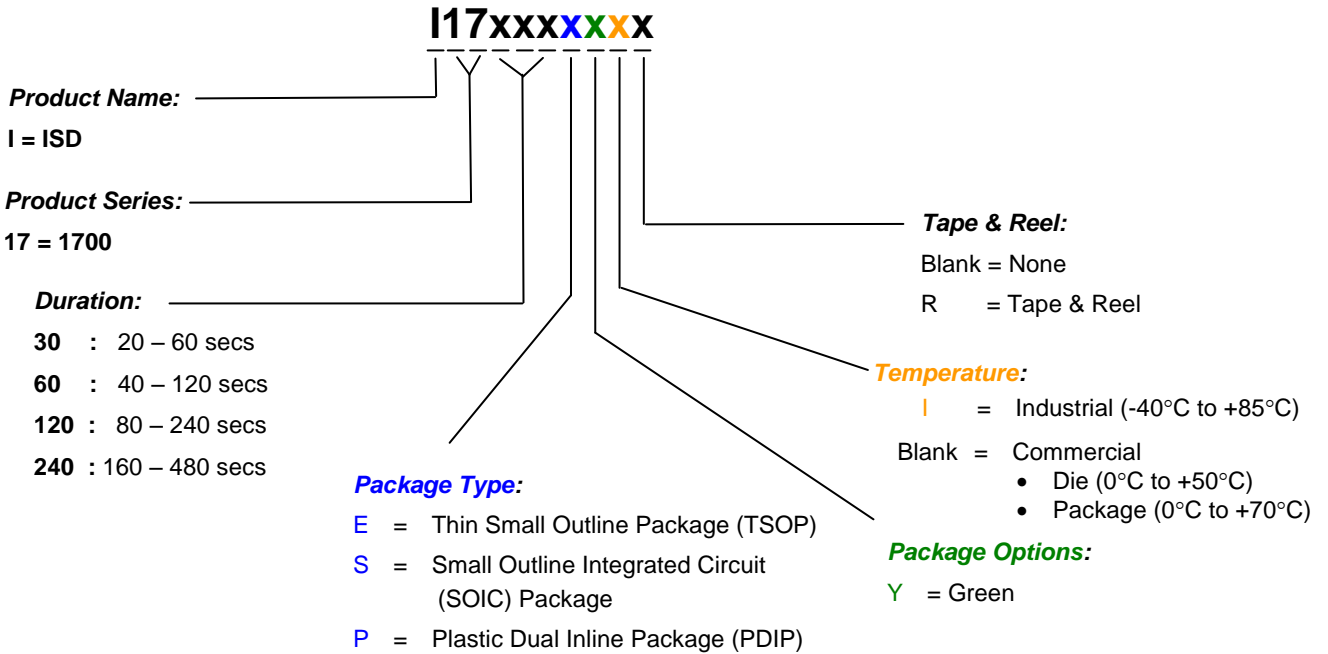 I17xxxxxxx
Product Name:
I = ISD
Product Series:
17 = 1700
Duration:
30 : 20 – 60 secs
60 : 40 – 120 secs
120 : 80 – 240 secs
240 : 160 – 480 secs
Package Type:
E = Thin Small Outline Package (TSOP)
S = Small Outline Integrated Circuit
(SOIC) Package
P = Plastic Dual Inline Package (PDIP)
Tape & Reel:
Blank = None
R = Tape & Reel
Temperature:
I = Industrial (-40°C to +85°C)
Blank = Commercial
• Die (0°C to +50°C)
• Package (0°C to +70°C)
Package Options:
Y = Green